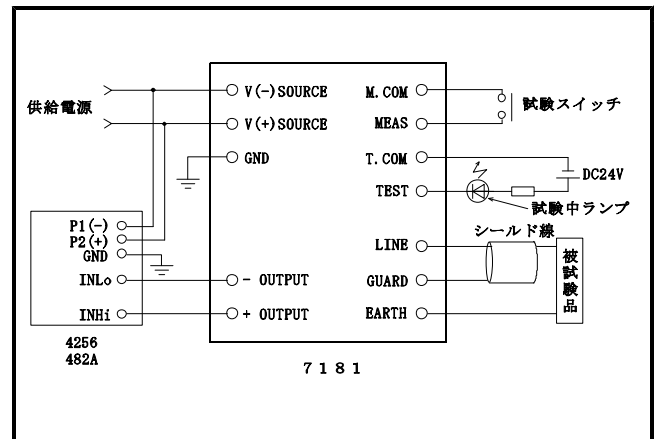 供給電源
V(-)SOURCE
V(+)SOURCE
GND
P1(-)
P2(+)
GND
INLo
INHi
4256
482A
- OUTPUT
+ OUTPUT
7181
M.COM
MEAS
T.COM
TEST
LINE
GUARD
EARTH
試験スイッチ
DC24V
試験中ランプ
シールド線
被試験品